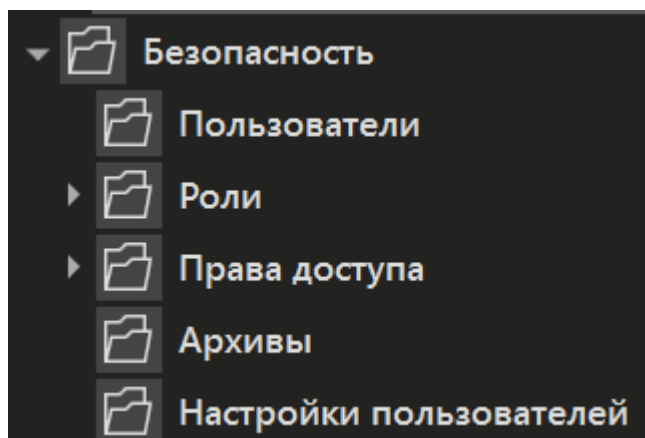 Безопасность
Пользователи
Роли
Права доступа
Архивы
Настройки пользователей